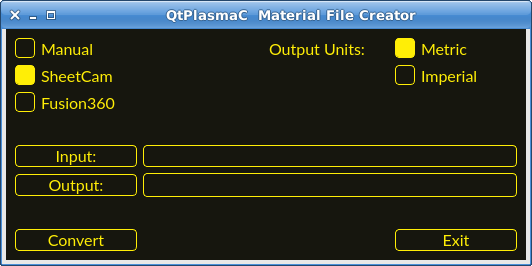 QtPlasmaC Material File Creator
Manual Output Units: Metric
SheetCam Imperial
Fusion360
Input:
Output:
Convert Exit